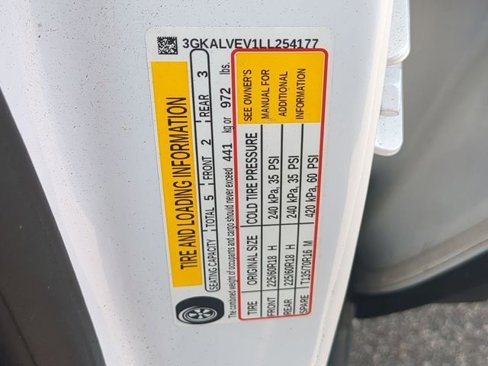 3GKALVEV1LL254177
TIRE AND LOADING INFORMATION
SEATING CAPACITY TOTAL 5 FRONT 2 REAR 3
The combined weight of occupants and cargo should never exceed 441 kg or 972 lbs.
TIRE ORIGINAL SIZE COLD TIRE PRESSURE SEE OWNER'S
FRONT 225/60R18 H 240 kPa, 35 PSI MANUAL FOR
REAR 225/60R18 H 240 kPa, 35 PSI ADDITIONAL
SPARE T135/70R16 M 420 kPa, 60 PSI INFORMATION